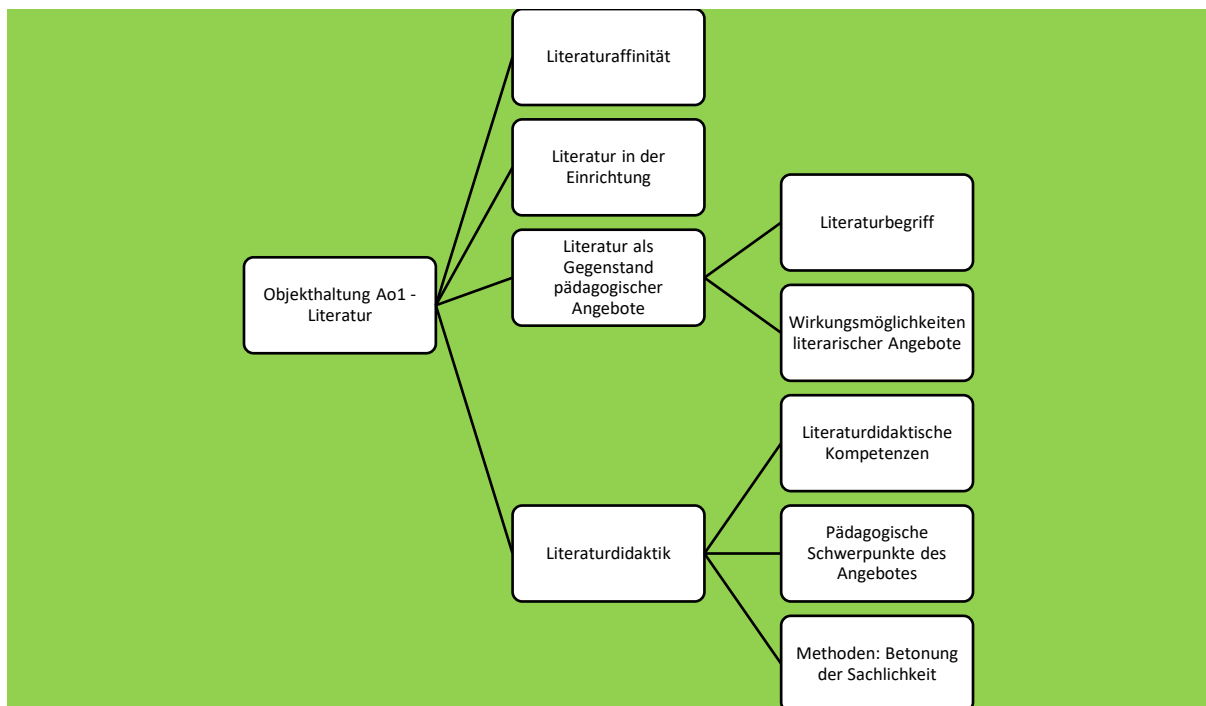 Literaturaffinität
Literatur in der
Einrichtung
Literaturbegriff
Literatur als
Gegenstand
pädagogischer
Angebote
Objekthaltung Ao1 -
Literatur
Wirkungsmöglichkeiten
literarischer Angebote
Literaturdidaktische
Kompetenzen
Literaturdidaktik
Pädagogische
Schwerpunkte des
Angebotes
Methoden: Betonung
der Sachlichkeit